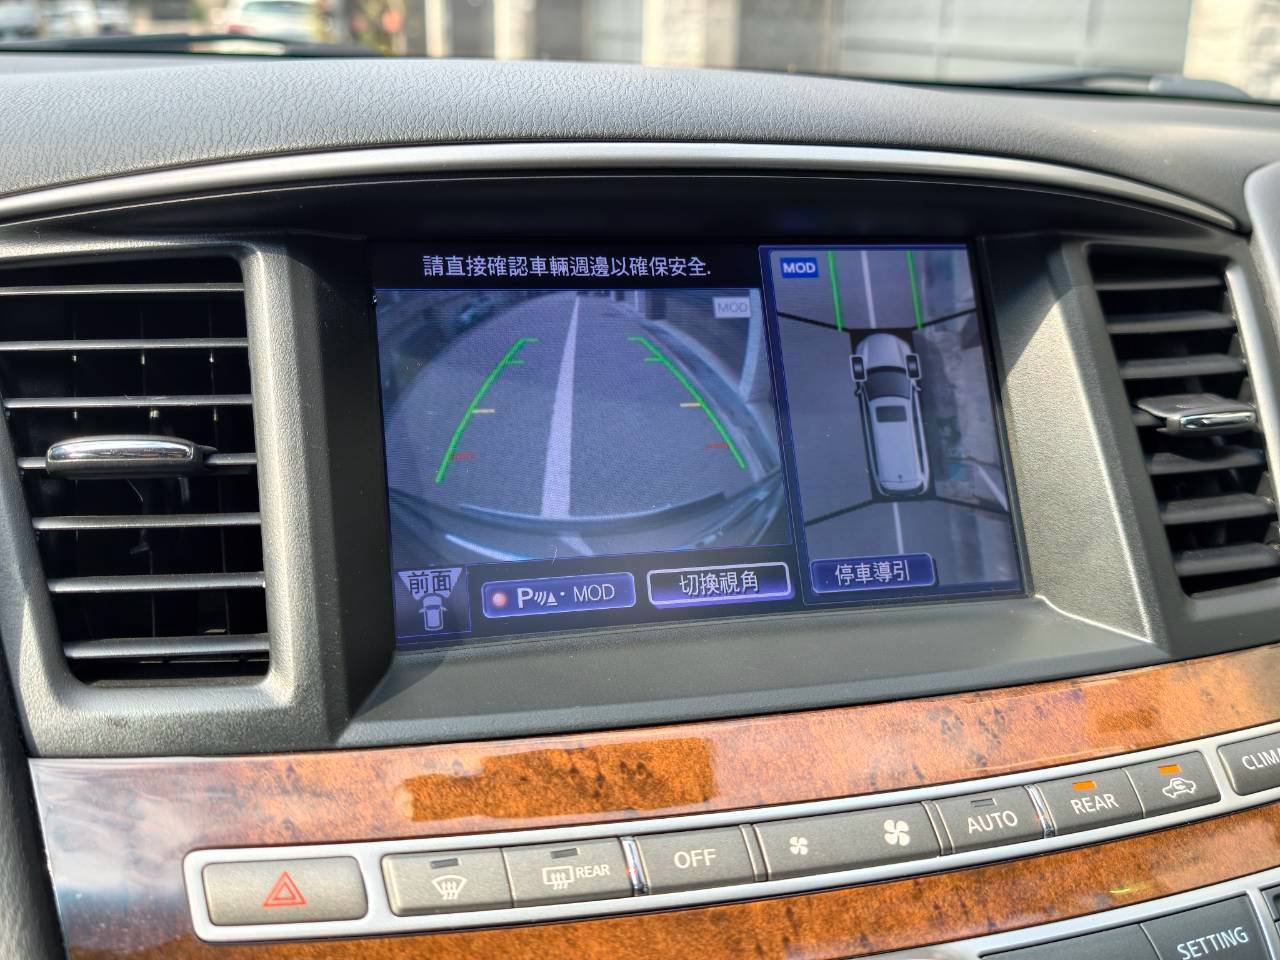 請直接確認車輛週邊以確保安全.
MOD
MOD
前面
P · MOD
切換視角
停車導引
REAR
OFF
AUTO
REAR
CLIMA
SETTING